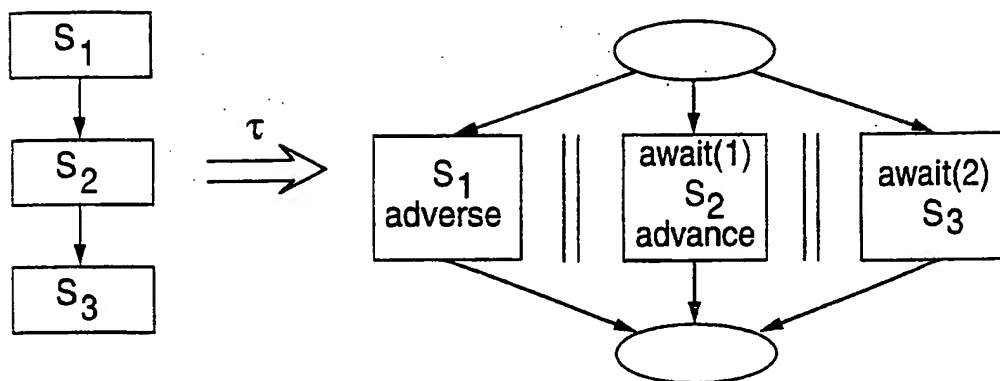 S1
S2
S3
τ
S1
adverse
await(1)
S2
advance
await(2)
S3